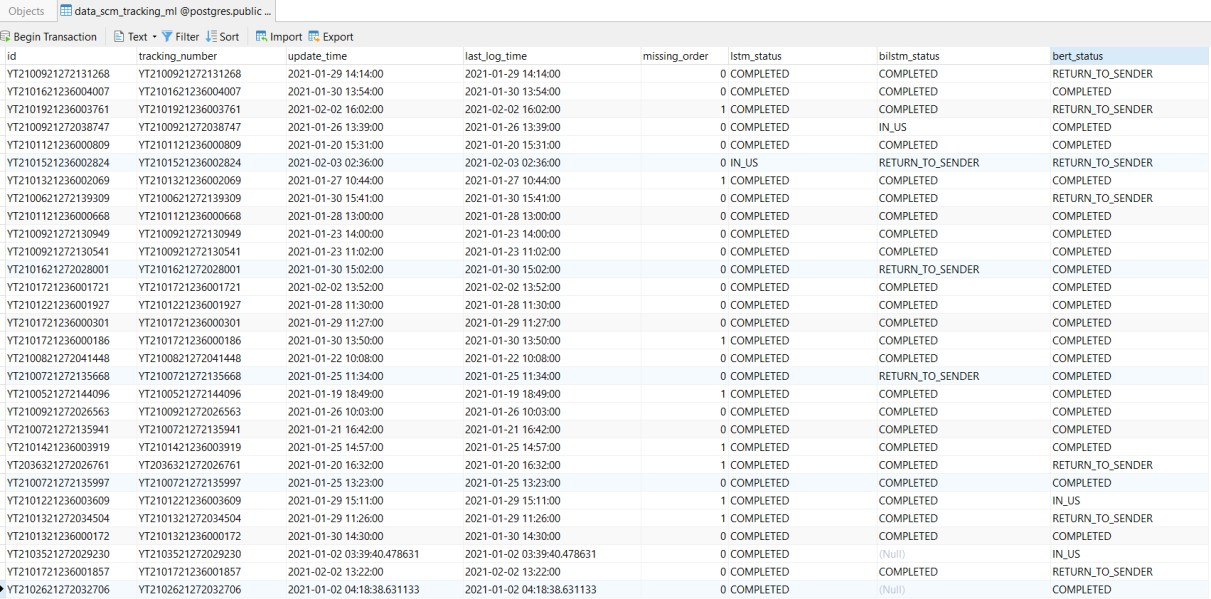 Objects data_scm_tracking_ml @postgres.public ...
Begin Transaction Text Filter Sort Import Export
id tracking_number update_time last_log_time missing_order lstm_status bilstm_status bert_status
YT2100921272131268 YT2100921272131268 2021-01-29 14:14:00 2021-01-29 14:14:00 0 COMPLETED COMPLETED RETURN_TO_SENDER
YT2101621236004007 YT2101621236004007 2021-01-30 13:54:00 2021-01-30 13:54:00 0 COMPLETED COMPLETED COMPLETED
YT2101921236003761 YT2101921236003761 2021-02-02 16:02:00 2021-02-02 16:02:00 1 COMPLETED COMPLETED RETURN_TO_SENDER
YT2100921272038747 YT2100921272038747 2021-01-26 13:39:00 2021-01-26 13:39:00 0 COMPLETED IN_US COMPLETED
YT2101121236000809 YT2101121236000809 2021-01-20 15:31:00 2021-01-20 15:31:00 0 COMPLETED COMPLETED COMPLETED
YT2101521236002824 YT2101521236002824 2021-02-03 02:36:00 2021-02-03 02:36:00 0 IN_US RETURN_TO_SENDER RETURN_TO_SENDER
YT2101321236002069 YT2101321236002069 2021-01-27 10:44:00 2021-01-27 10:44:00 1 COMPLETED COMPLETED COMPLETED
YT2100621272139309 YT2100621272139309 2021-01-30 15:41:00 2021-01-30 15:41:00 0 COMPLETED COMPLETED RETURN_TO_SENDER
YT2101121236000668 YT2101121236000668 2021-01-28 13:00:00 2021-01-28 13:00:00 0 COMPLETED COMPLETED COMPLETED
YT2100921272130949 YT2100921272130949 2021-01-23 14:00:00 2021-01-23 14:00:00 0 COMPLETED COMPLETED COMPLETED
YT2100921272130541 YT2100921272130541 2021-01-23 11:02:00 2021-01-23 11:02:00 0 COMPLETED COMPLETED COMPLETED
YT2101621272028001 YT2101621272028001 2021-01-30 15:02:00 2021-01-30 15:02:00 0 COMPLETED RETURN_TO_SENDER COMPLETED
YT2101721236001721 YT2101721236001721 2021-02-02 13:52:00 2021-02-02 13:52:00 0 COMPLETED COMPLETED COMPLETED
YT2101221236001927 YT2101221236001927 2021-01-28 11:30:00 2021-01-28 11:30:00 0 COMPLETED COMPLETED COMPLETED
YT2101721236000301 YT2101721236000301 2021-01-29 11:27:00 2021-01-29 11:27:00 0 COMPLETED COMPLETED COMPLETED
YT2101721236000186 YT2101721236000186 2021-01-30 13:50:00 2021-01-30 13:50:00 1 COMPLETED COMPLETED COMPLETED
YT2100821272041448 YT2100821272041448 2021-01-22 10:08:00 2021-01-22 10:08:00 0 COMPLETED COMPLETED COMPLETED
YT2100721272135668 YT2100721272135668 2021-01-25 11:34:00 2021-01-25 11:34:00 0 COMPLETED RETURN_TO_SENDER COMPLETED
YT2100521272144096 YT2100521272144096 2021-01-19 18:49:00 2021-01-19 18:49:00 1 COMPLETED COMPLETED COMPLETED
YT2100921272026563 YT2100921272026563 2021-01-26 10:03:00 2021-01-26 10:03:00 0 COMPLETED COMPLETED COMPLETED
YT2100721272135941 YT2100721272135941 2021-01-21 16:42:00 2021-01-21 16:42:00 0 COMPLETED COMPLETED COMPLETED
YT2101421236003919 YT2101421236003919 2021-01-25 14:57:00 2021-01-25 14:57:00 1 COMPLETED COMPLETED COMPLETED
YT2036321272026761 YT2036321272026761 2021-01-20 16:32:00 2021-01-20 16:32:00 1 COMPLETED COMPLETED RETURN_TO_SENDER
YT2100721272135997 YT2100721272135997 2021-01-25 13:23:00 2021-01-25 13:23:00 0 COMPLETED COMPLETED COMPLETED
YT2101221236003609 YT2101221236003609 2021-01-29 15:11:00 2021-01-29 15:11:00 1 COMPLETED COMPLETED IN_US
YT2101321272034504 YT2101321272034504 2021-01-29 11:26:00 2021-01-29 11:26:00 1 COMPLETED COMPLETED RETURN_TO_SENDER
YT2101321236000172 YT2101321236000172 2021-01-30 14:30:00 2021-01-30 14:30:00 0 COMPLETED COMPLETED COMPLETED
YT2103521272029230 YT2103521272029230 2021-01-02 03:39:40.478631 2021-01-02 03:39:40.478631 0 COMPLETED (Null) IN_US
YT2101721236001857 YT2101721236001857 2021-02-02 13:22:00 2021-02-02 13:22:00 0 COMPLETED COMPLETED RETURN_TO_SENDER
YT2102621272032706 YT2102621272032706 2021-01-02 04:18:38.631133 2021-01-02 04:18:38.631133 0 COMPLETED (Null) COMPLETED